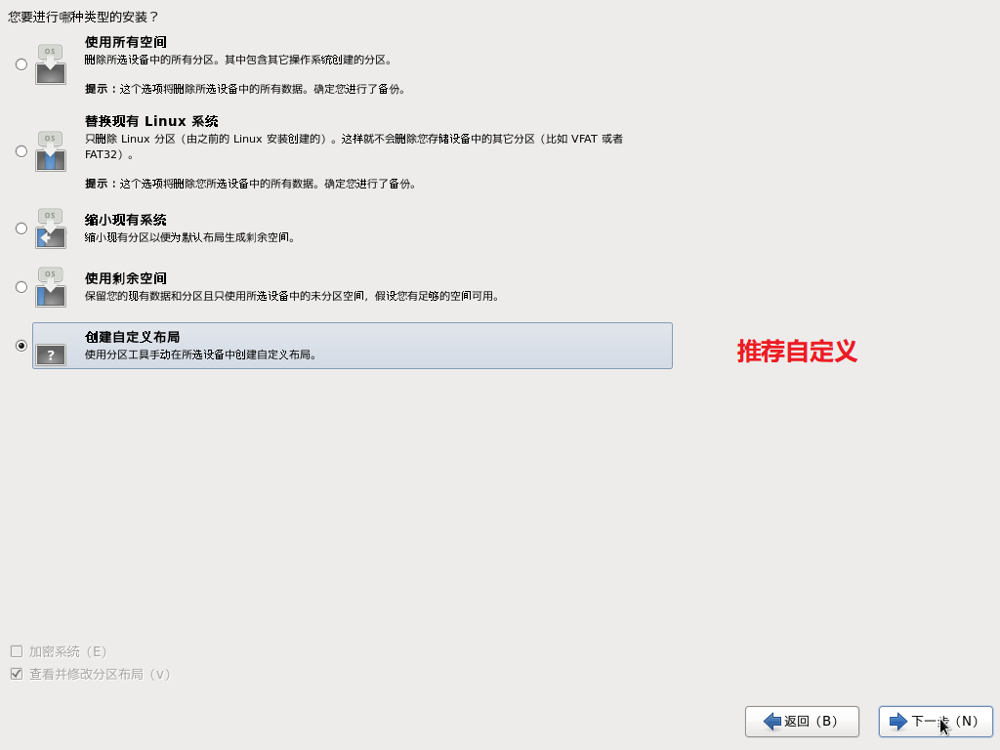 您要进行哪种类型的安装？
OS
使用所有空间
删除所选设备中的所有分区。其中包含其它操作系统创建的分区。
提示：这个选项将删除所选设备中的所有数据。确定您进行了备份。
OS
替换现有 Linux 系统
只删除 Linux 分区（由之前的 Linux 安装创建的）。这样就不会删除您存储设备中的其它分区（比如 VFAT 或者
FAT32）。
提示：这个选项将删除您所选设备中的所有数据。确定您进行了备份。
OS
缩小现有系统
缩小现有分区以便为默认布局生成剩余空间。
OS
使用剩余空间
保留您的现有数据和分区且只使用所选设备中的未分区空间，假设您有足够的空间可用。
?
创建自定义布局
使用分区工具手动在所选设备中创建自定义布局。
推荐自定义
加密系统（E）
查看并修改分区布局（v）
返回（B）
下一步（N）